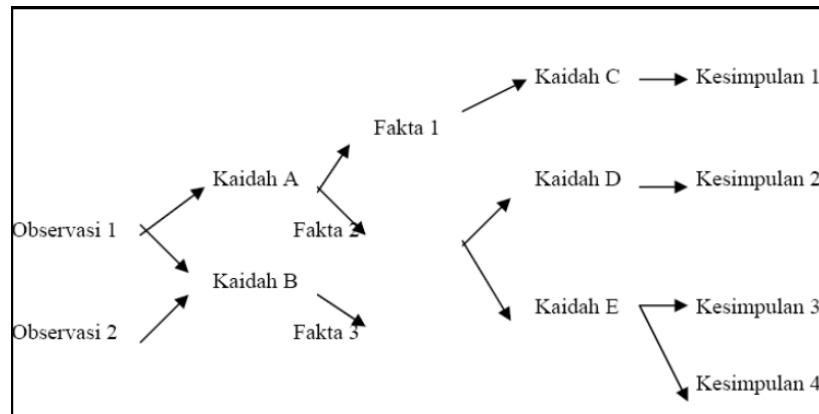 Kaidah C
Kesimpulan 1
Fakta 1
Kaidah A
Kaidah D
Kesimpulan 2
Observasi 1
Fakta 2
Kaidah B
Kaidah E
Kesimpulan 3
Observasi 2
Fakta 3
Kesimpulan 4